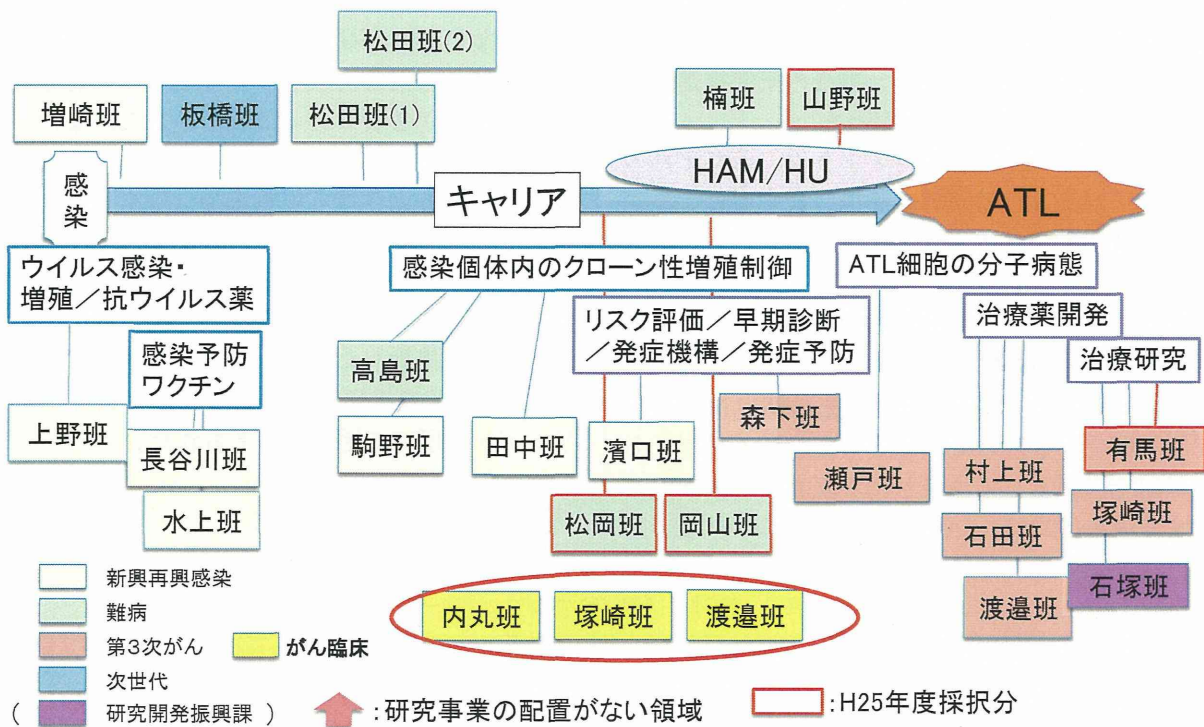 松田班(2)
増崎班
板橋班
松田班(1)
楠班
山野班
感
染
キャリア
HAM/HU
ATL
ウイルス感染・
増殖/抗ウイルス薬
感染個体内のクローン性増殖制御
ATL細胞の分子病態
感染予防
ワクチン
リスク評価/早期診断
/発症機構/発症予防
治療薬開発
治療研究
高島班
上野班
長谷川班
水上班
駒野班
田中班
濱口班
森下班
瀬戸班
村上班
有馬班
松岡班
岡山班
石田班
塚崎班
渡邉班
石塚班
内丸班
塚崎班
渡邉班
新興再興感染
難病
第3次がん
がん臨床
次世代
( 研究開発振興課 )
:研究事業の配置がない領域
:H25年度採択分